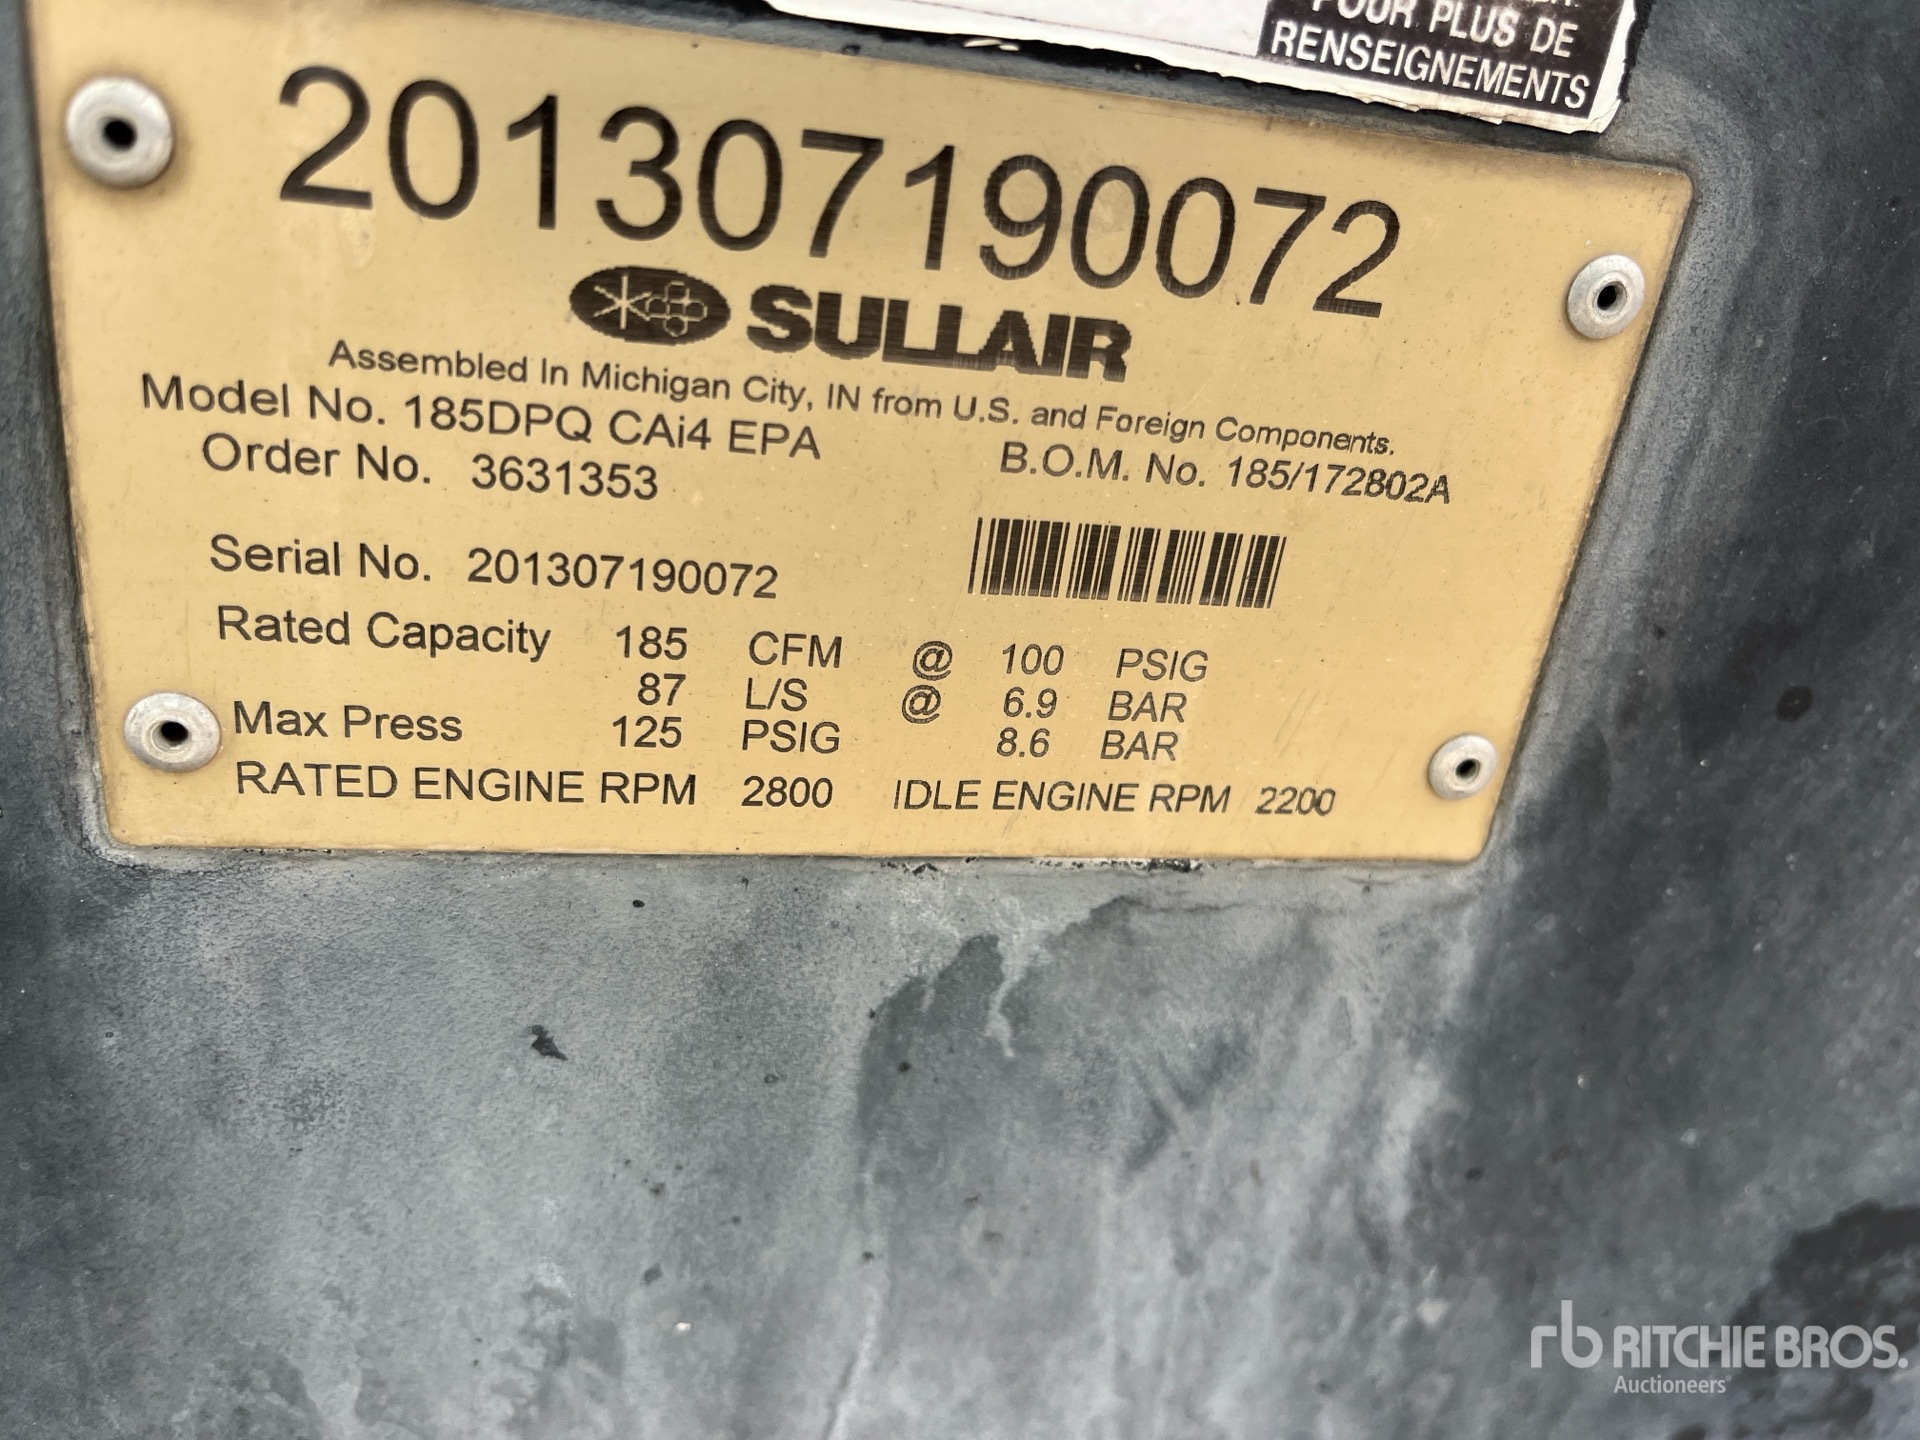 POUR PLUS DE
RENSEIGNEMENTS
201307190072
SULLAIR
Assembled In Michigan City, IN from U.S. and Foreign Components.
Model No. 185DPQ CAi4 EPA
B.O.M. No. 185/172802A
Order No. 3631353
Serial No. 201307190072
Rated Capacity 185 CFM @ 100 PSIG
87 L/S @ 6.9 BAR
Max Press 125 PSIG 8.6 BAR
RATED ENGINE RPM 2800 IDLE ENGINE RPM 2200
rb RITCHIE BROS.
Auctioneers